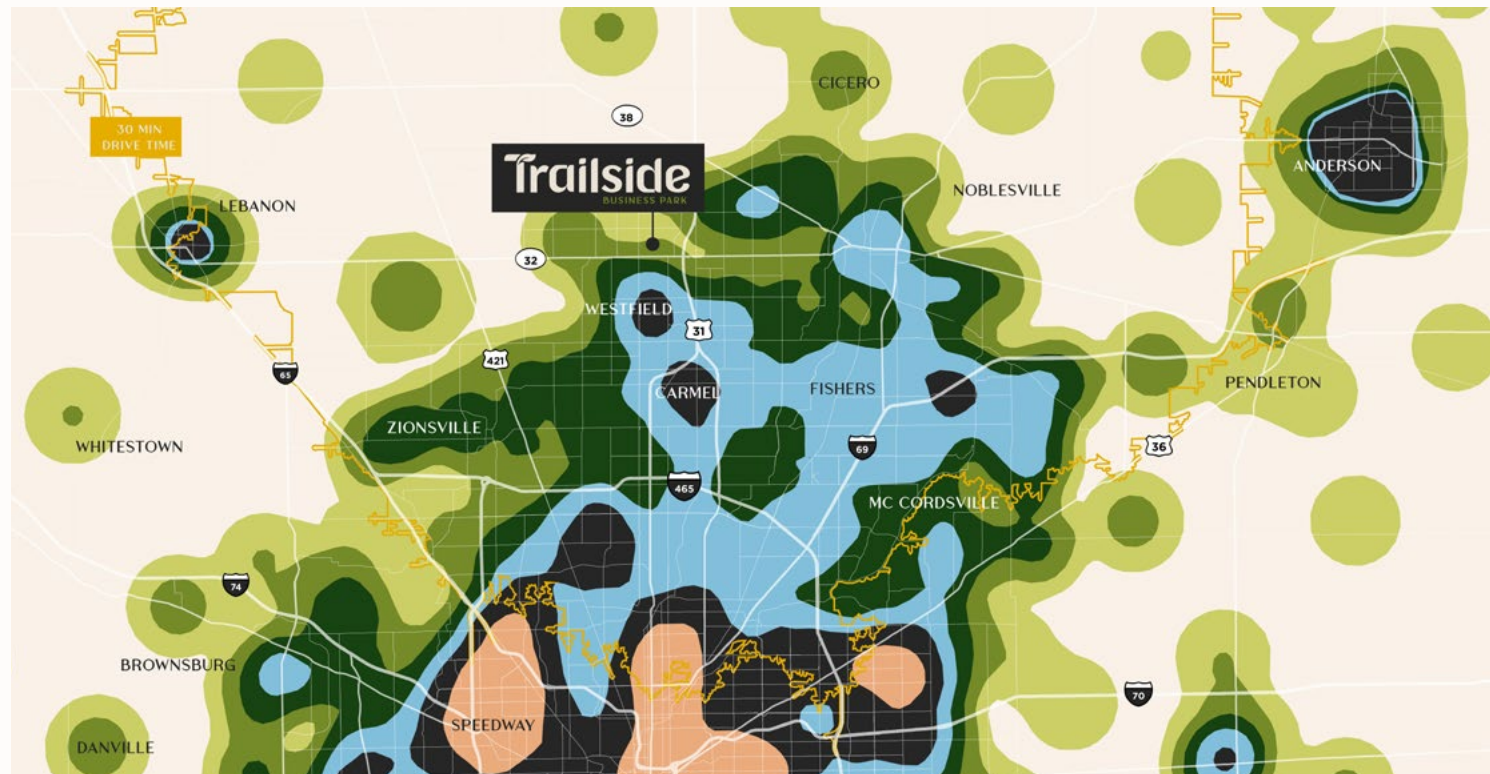 CICERO
38
30 MIN
DRIVE TIME
Trailside
BUSINESS PARK
ANDERSON
NOBLESVILLE
LEBANON
32
WESTFIELD
31
421
65
PENDLETON
CARMEL
FISHERS
ZIONSVILLE
WHITESTOWN
69
36
465
MC CORDSVILLE
74
BROWNSBURG
70
SPEEDWAY
DANVILLE